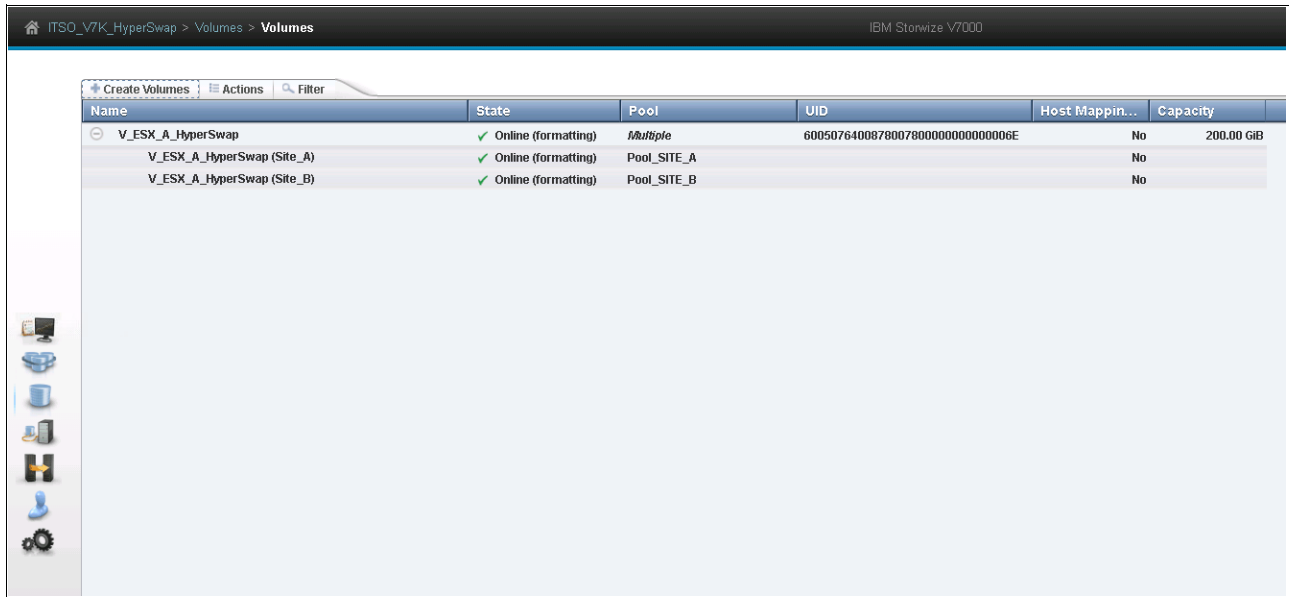 ITSO_V7K_HyperSwap > Volumes > Volumes IBM Storwize V7000
Create Volumes Actions Filter
Name State Pool UID Host Mappin... Capacity
V_ESX_A_HyperSwap Online (formatting) Multiple 6005076400878007800000000000006E No 200.00 GiB
V_ESX_A_HyperSwap (Site_A) Online (formatting) Pool_SITE_A No
V_ESX_A_HyperSwap (Site_B) Online (formatting) Pool_SITE_B No